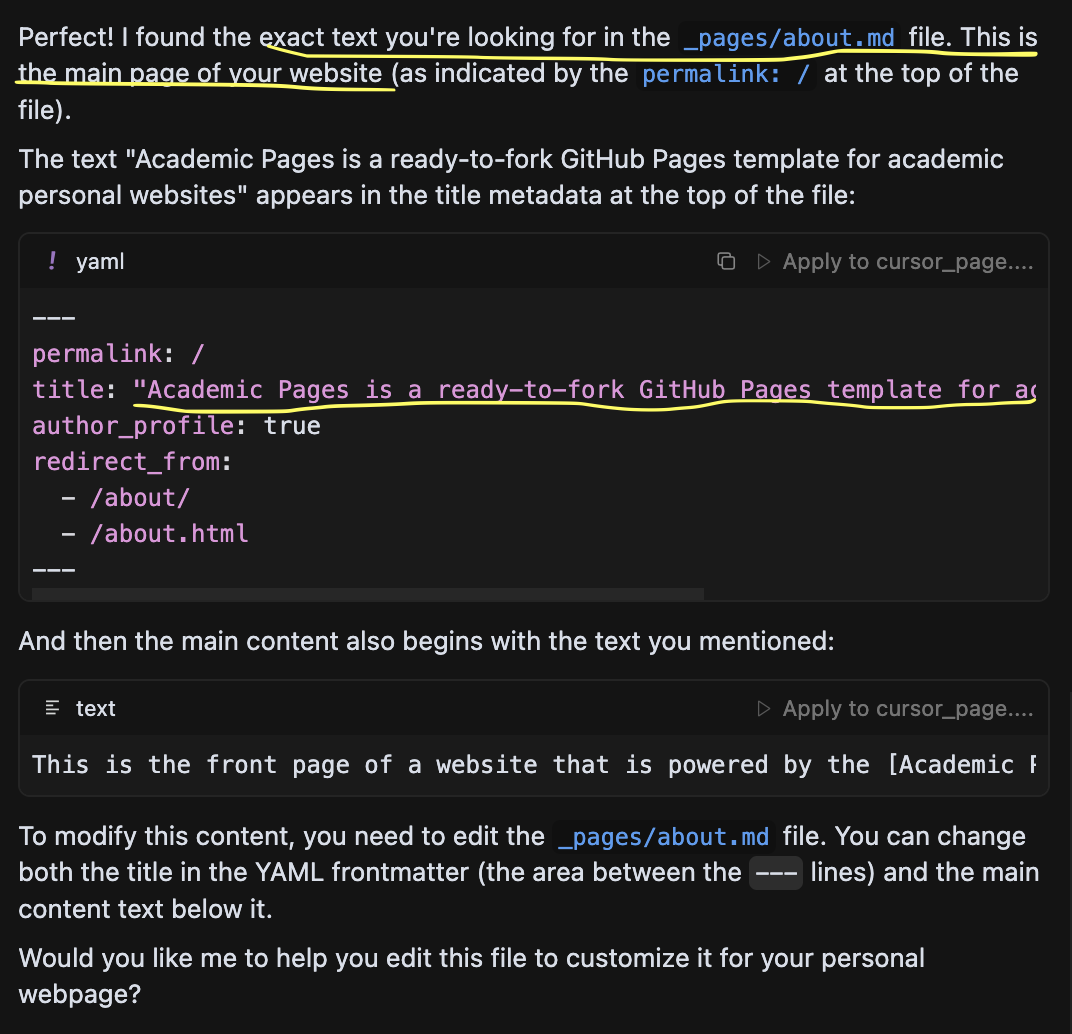 Perfect! I found the exact text you're looking for in the _pages/about.md file. This is
the main page of your website (as indicated by the permalink: / at the top of the
file).
The text "Academic Pages is a ready-to-fork GitHub Pages template for academic
personal websites" appears in the title metadata at the top of the file:
! yaml
Apply to cursor_page....
---
permalink: /
title: "Academic Pages is a ready-to-fork GitHub Pages template for ac
author_profile: true
redirect_from:
  - /about/
  - /about.html
---
And then the main content also begins with the text you mentioned:
text
Apply to cursor_page....
This is the front page of a website that is powered by the [Academic P
To modify this content, you need to edit the _pages/about.md file. You can change
both the title in the YAML frontmatter (the area between the --- lines) and the main
content text below it.
Would you like me to help you edit this file to customize it for your personal
webpage?